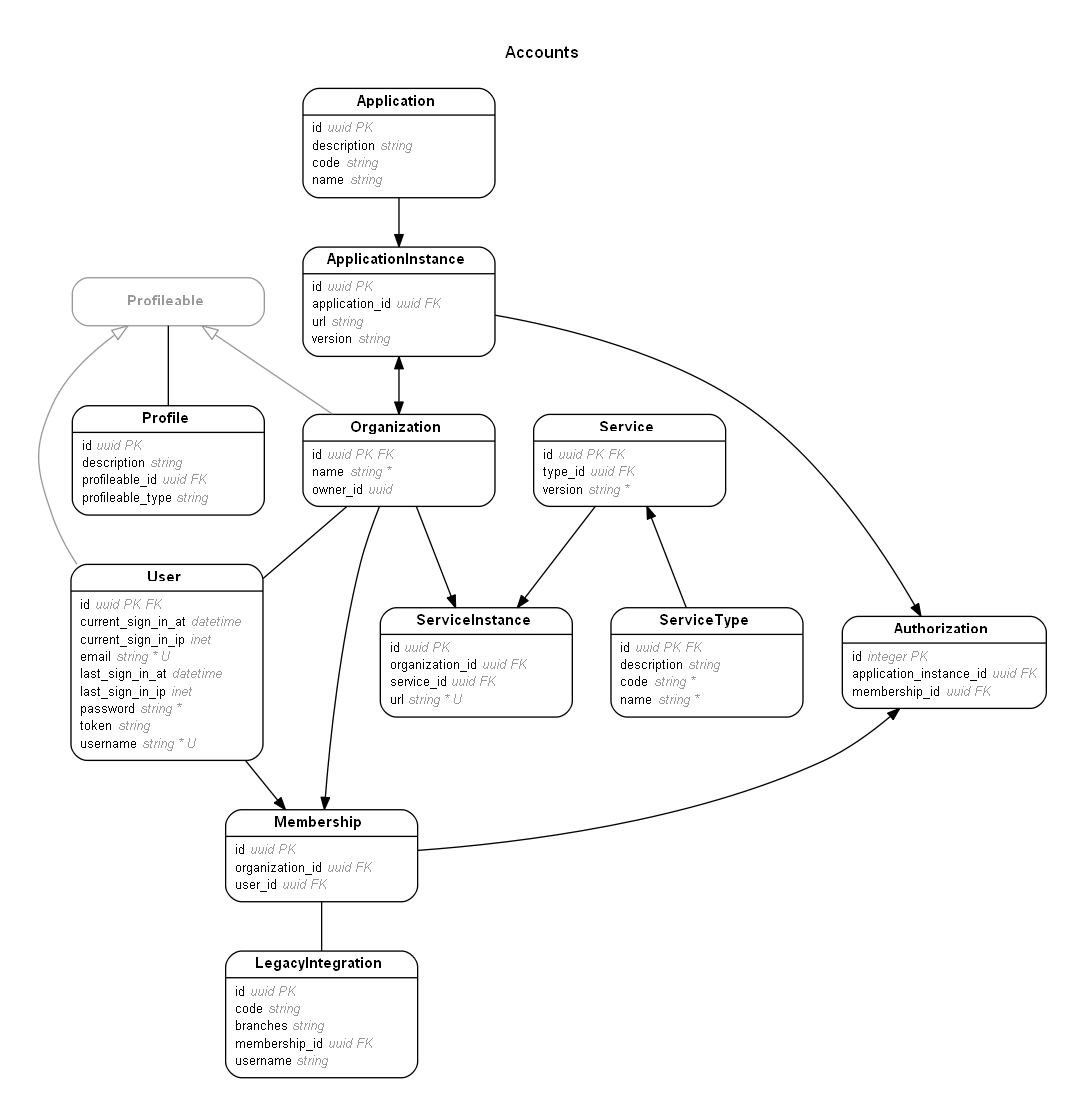 Accounts
Application
id uuid PK
description string
code string
name string
ApplicationInstance
id uuid PK
application_id uuid FK
url string
version string
Profileable
Profile
id uuid PK
description string
profileable_id uuid FK
profileable_type string
Organization
id uuid PK FK
name string *
owner_id uuid
Service
id uuid PK FK
type_id uuid FK
version string *
User
id uuid PK FK
current_sign_in_at datetime
current_sign_in_ip inet
email string * U
last_sign_in_at datetime
last_sign_in_ip inet
password string *
token string
username string * U
ServiceInstance
id uuid PK
organization_id uuid FK
service_id uuid FK
url string * U
ServiceType
id uuid PK FK
description string
code string *
name string *
Authorization
id integer PK
application_instance_id uuid FK
membership_id uuid FK
Membership
id uuid PK
organization_id uuid FK
user_id uuid FK
LegacyIntegration
id uuid PK
code string
branches string
membership_id uuid FK
username string